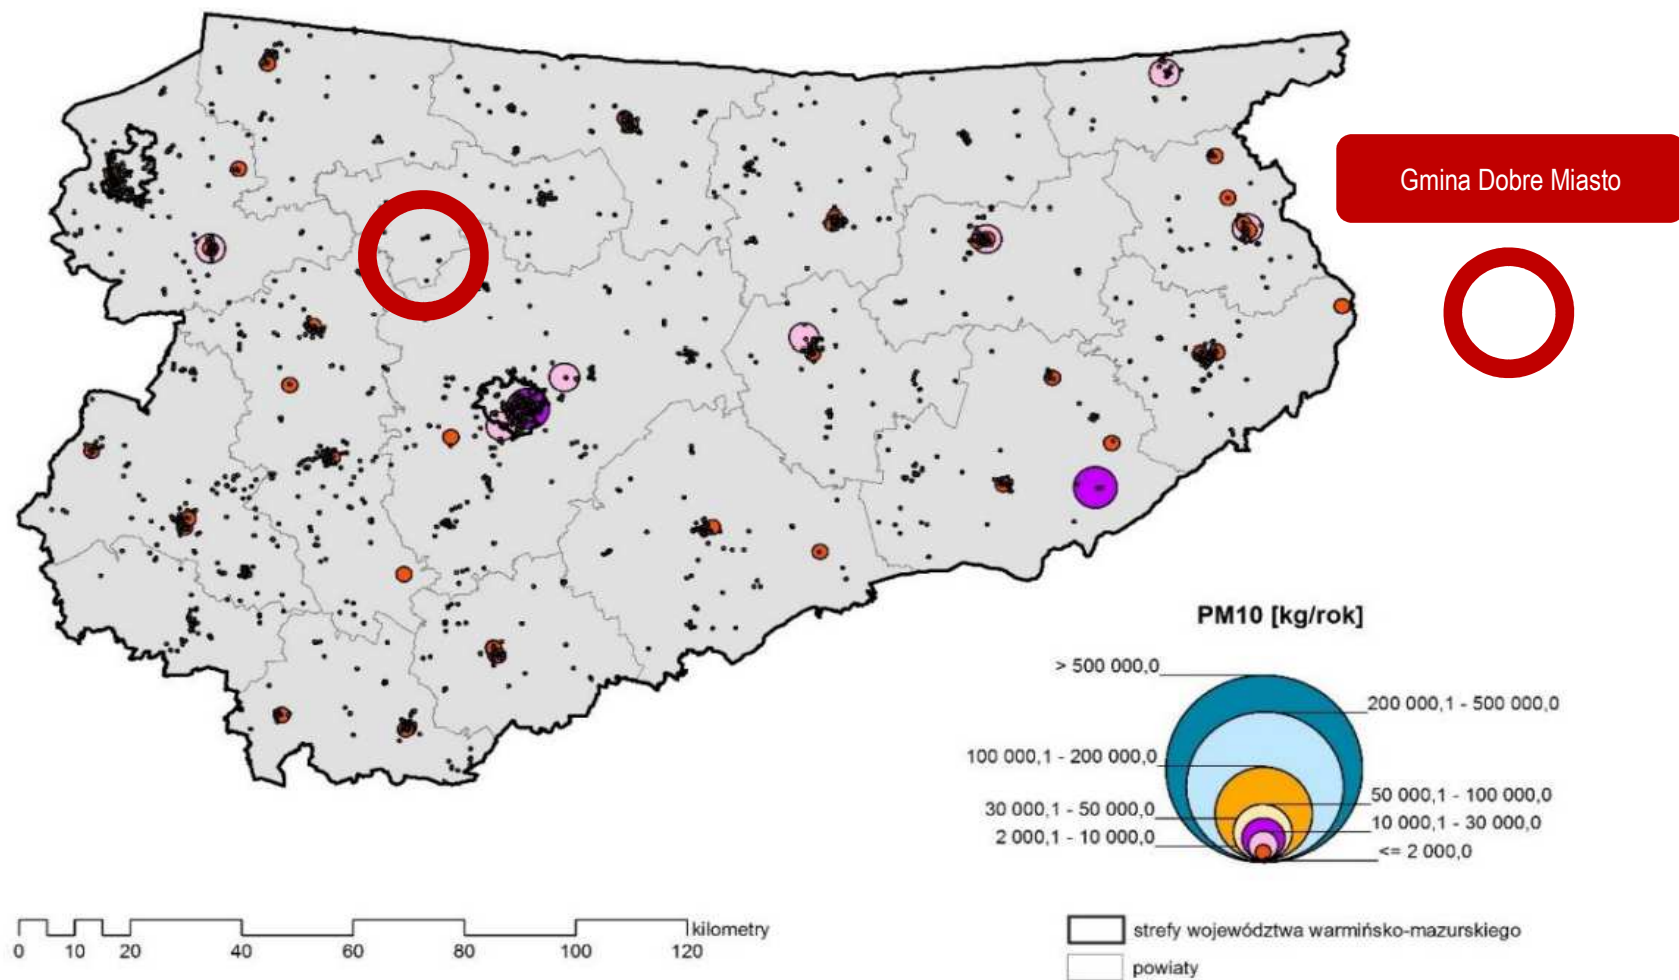 Gmina Dobre Miasto
PM10 [kg/rok]
> 500 000,0
200 000,1 - 500 000,0
100 000,1 - 200 000,0
50 000,1 - 100 000,0
30 000,1 - 50 000,0
10 000,1 - 30 000,0
2 000,1 - 10 000,0
<= 2 000,0
kilometry
0 10 20 40 60 80 100 120
strefy województwa warmińsko-mazurskiego
powiaty